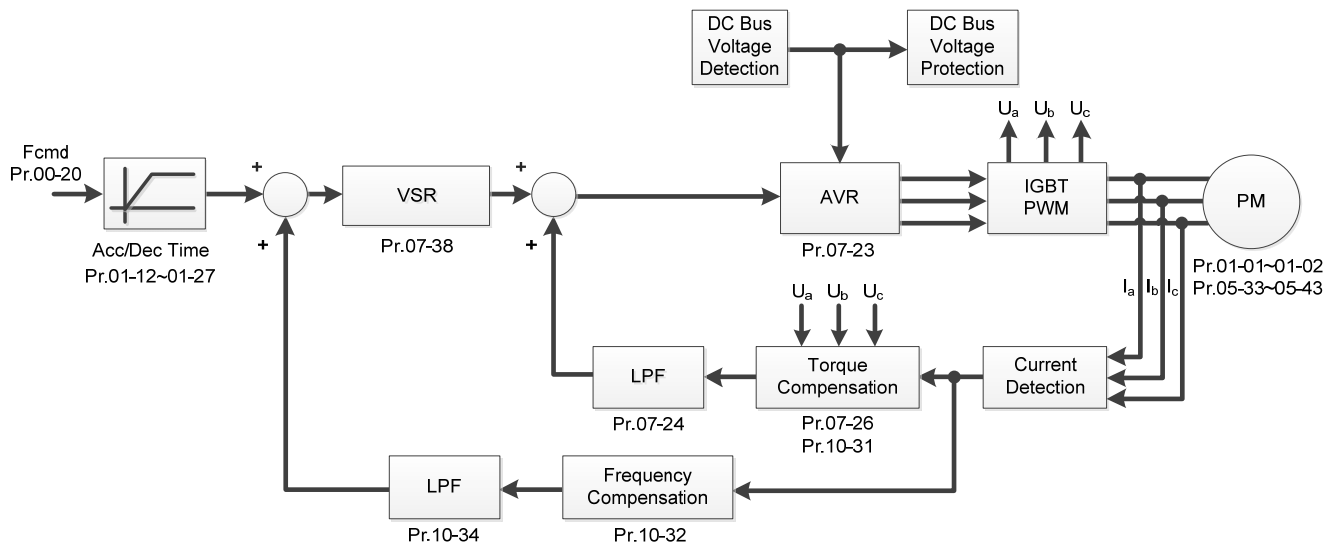 DC Bus
Voltage
Detection
DC Bus
Voltage
Protection
Ua
Ub
Uc
Fcmd
Pr.00-20
+
+
VSR
+
+
AVR
IGBT
PWM
PM
Acc/Dec Time
Pr.01-12~01-27
Pr.07-38
Pr.07-23
Pr.01-01~01-02
Pr.05-33~05-43
Ia
Ib
Ic
Ua
Ub
Uc
LPF
Torque
Compensation
Current
Detection
Pr.07-24
Pr.07-26
Pr.10-31
LPF
Frequency
Compensation
Pr.10-34
Pr.10-32